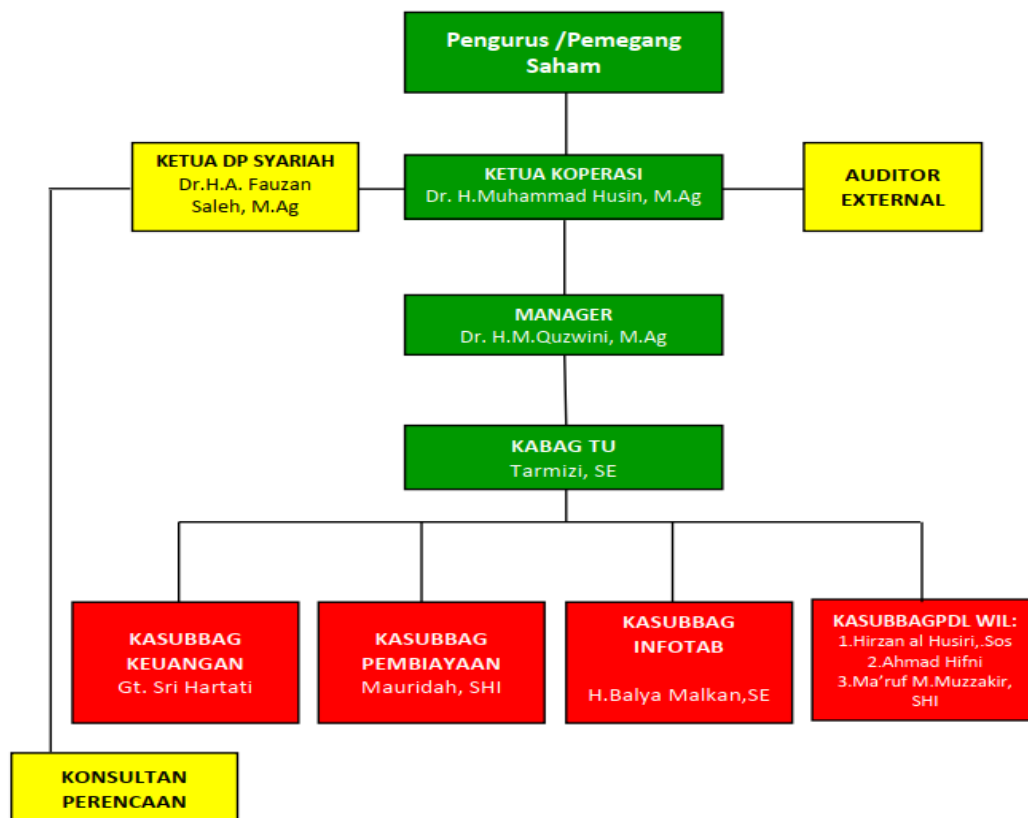 Pengurus /Pemegang
Saham
KETUA DP SYARIAH
Dr.H.A. Fauzan
Saleh, M.Ag
KETUA KOPERASI
Dr. H.Muhammad Husin, M.Ag
AUDITOR
EXTERNAL
MANAGER
Dr. H.M.Quzwini, M.Ag
KABAG TU
Tarmizi, SE
KASUBBAG
KEUANGAN
Gt. Sri Hartati
KASUBBAG
PEMBIAYAAN
Mauridah, SHI
KASUBBAG
INFOTAB
H.Balya Malkan,SE
KASUBBAGPDL WIL:
1.Hirzan al Husiri,.Sos
2.Ahmad Hifni
3.Ma’ruf M.Muzzakir,
SHI
KONSULTAN
PERENCAAN